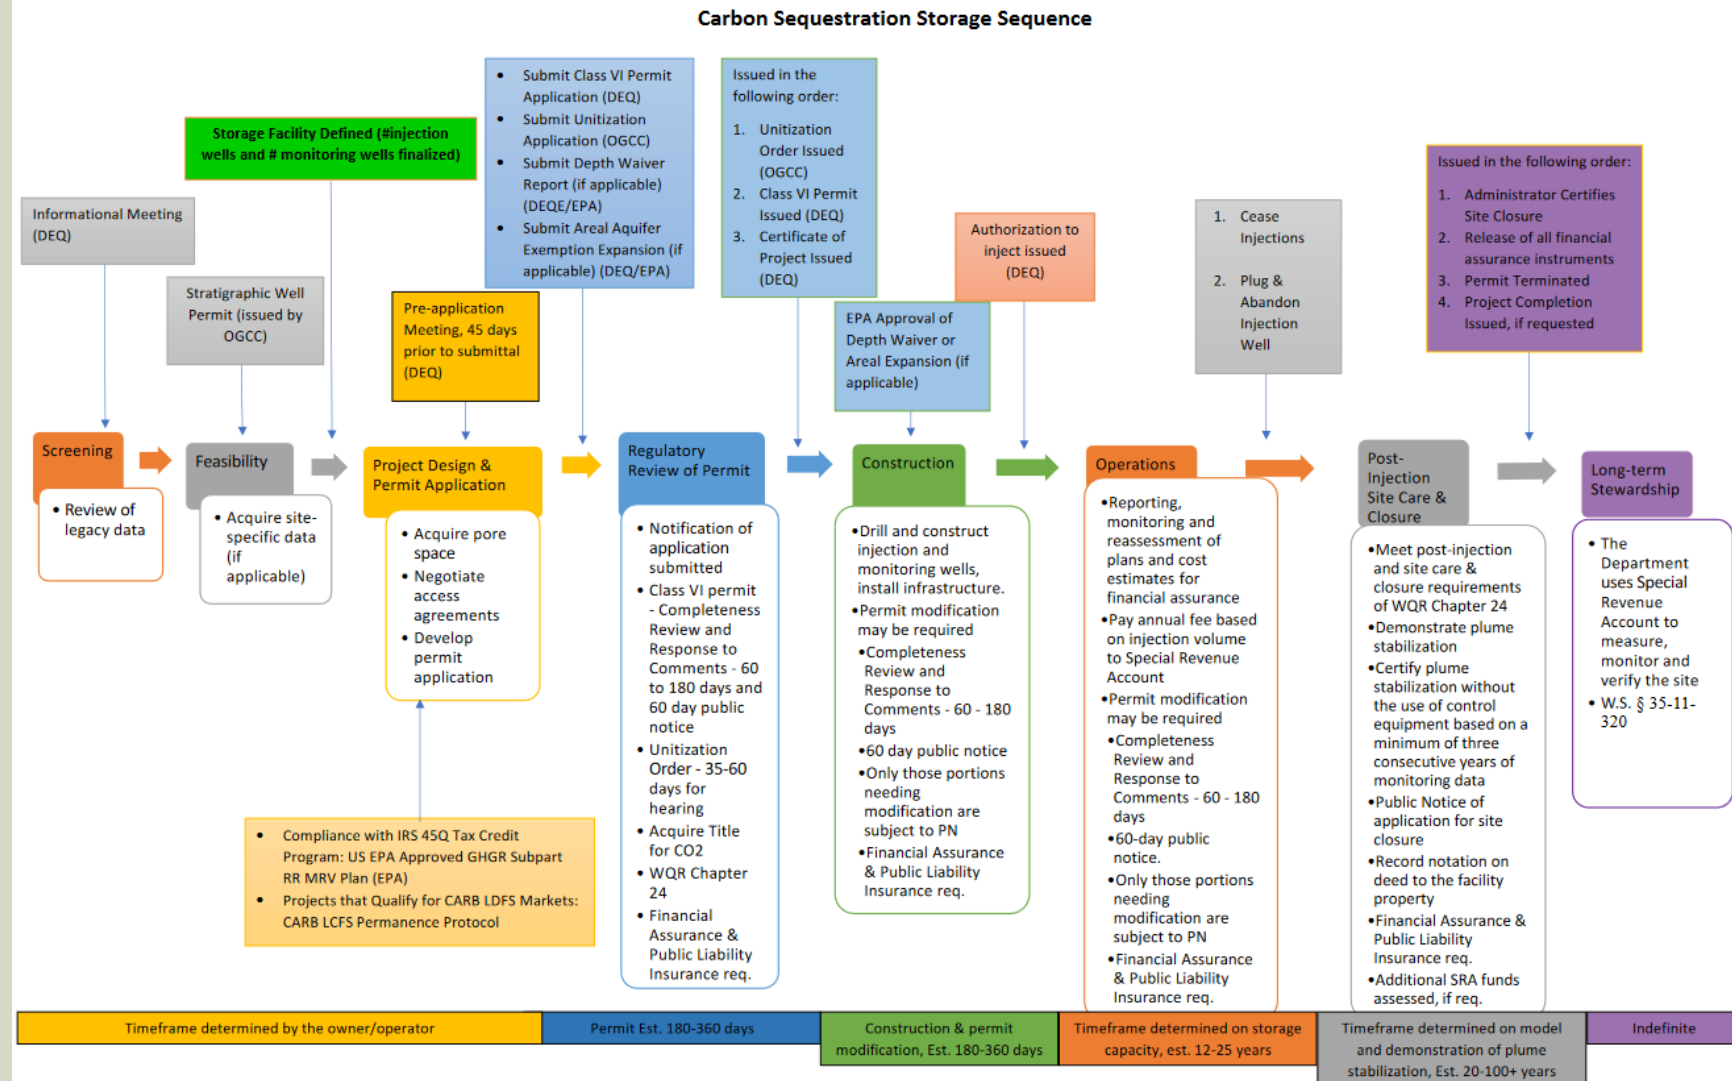 Carbon Sequestration Storage Sequence
Informational Meeting
(DEQ)
Storage Facility Defined (#injection
wells and # monitoring wells finalized)
Stratigraphic Well
Permit (issued by
OGCC)
Pre-application
Meeting, 45 days
prior to submittal
(DEQ)
• Submit Class VI Permit
Application (DEQ)
• Submit Unitization
Application (OGCC)
• Submit Depth Waiver
Report (if applicable)
(DEQE/EPA)
• Submit Areal Aquifer
Exemption Expansion (if
applicable) (DEQ/EPA)
Issued in the
following order:
1. Unitization
Order Issued
(OGCC)
2. Class VI Permit
Issued (DEQ)
3. Certificate of
Project Issued
(DEQ)
EPA Approval of
Depth Waiver or
Areal Expansion (if
applicable)
Authorization to
inject issued
(DEQ)
1. Cease
Injections
2. Plug &
Abandon
Injection
Well
Issued in the following order:
1. Administrator Certifies
Site Closure
2. Release of all financial
assurance instruments
3. Permit Terminated
4. Project Completion
Issued, if requested
Screening
• Review of
legacy data
Feasibility
• Acquire site-
specific data
(if
applicable)
Project Design &
Permit Application
• Acquire pore
space
• Negotiate
access
agreements
• Develop
permit
application
• Compliance with IRS 45Q Tax Credit
Program: US EPA Approved GHGR Subpart
RR MRV Plan (EPA)
• Projects that Qualify for CARB LDFS Markets:
CARB LCFS Permanence Protocol
Regulatory
Review of Permit
• Notification of
application
submitted
• Class VI permit
- Completeness
Review and
Response to
Comments - 60
to 180 days and
60 day public
notice
• Unitization
Order - 35-60
days for
hearing
• Acquire Title
for CO2
• WQR Chapter
24
• Financial
Assurance &
Public Liability
Insurance req.
Construction
•Drill and construct
injection and
monitoring wells,
install infrastructure.
•Permit modification
may be required
•Completeness
Review and
Response to
Comments - 60 - 180
days
•60 day public notice
•Only those portions
needing
modification are
subject to PN
•Financial Assurance
& Public Liability
Insurance req.
Operations
•Reporting,
monitoring and
reassessment of
plans and cost
estimates for
financial assurance
•Pay annual fee based
on injection volume
to Special Revenue
Account
•Permit modification
may be required
•Completeness
Review and
Response to
Comments - 60 - 180
days
•60-day public
notice.
•Only those portions
needing
modification are
subject to PN
•Financial Assurance
& Public Liability
Insurance req.
Post-
Injection
Site Care &
Closure
•Meet post-injection
and site care &
closure requirements
of WQR Chapter 24
•Demonstrate plume
stabilization
•Certify plume
stabilization without
the use of control
equipment based on a
minimum of three
consecutive years of
monitoring data
•Public Notice of
application for site
closure
•Record notation on
deed to the facility
property
•Financial Assurance &
Public Liability
Insurance req.
•Additional SRA funds
assessed, if req.
Long-term
Stewardship
• The
Department
uses Special
Revenue
Account to
measure,
monitor and
verify the site
• W.S. § 35-11-
320
Timeframe determined by the owner/operator
Permit Est. 180-360 days
Construction & permit
modification, Est. 180-360 days
Timeframe determined on storage
capacity, est. 12-25 years
Timeframe determined on model
and demonstration of plume
stabilization, Est. 20-100+ years
Indefinite